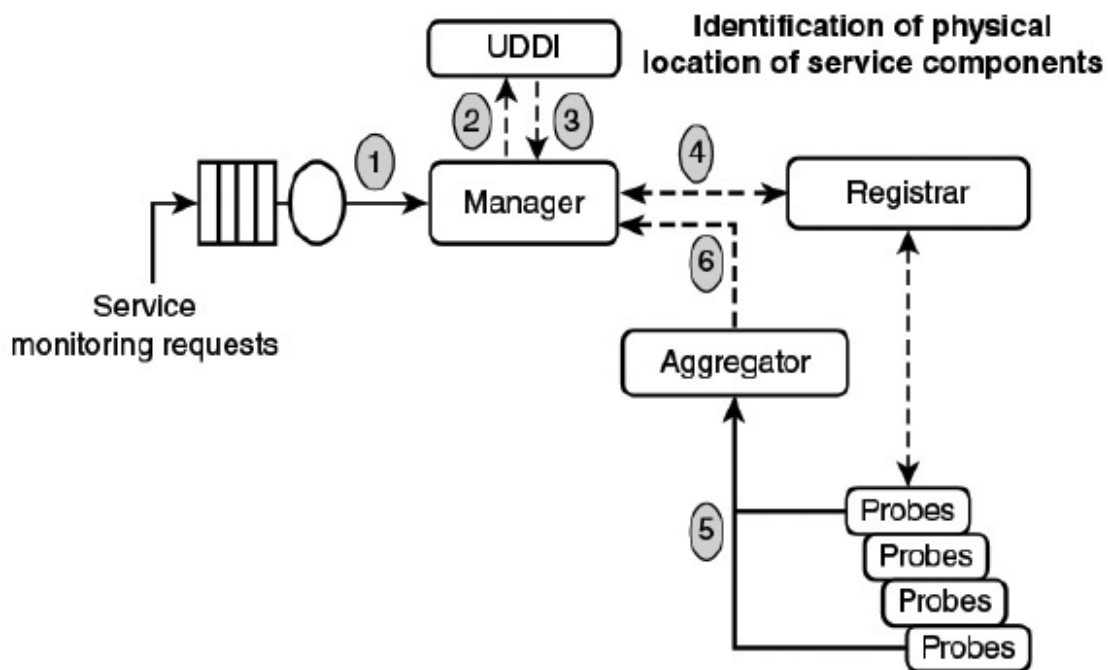 Identification of physical
location of service components
UDDI
2
3
1
4
Manager
Registrar
6
Service
monitoring requests
Aggregator
5
Probes
Probes
Probes
Probes